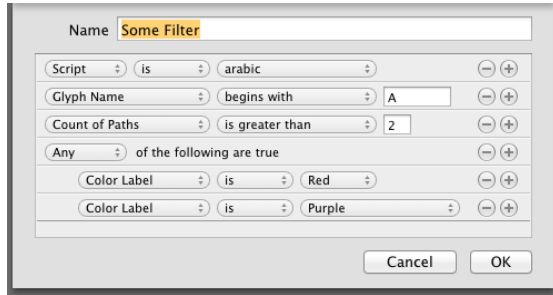 Name Some Filter
Script is arabic
Glyph Name begins with A
Count of Paths is greater than 2
Any of the following are true
Color Label is Red
Color Label is Purple
Cancel OK